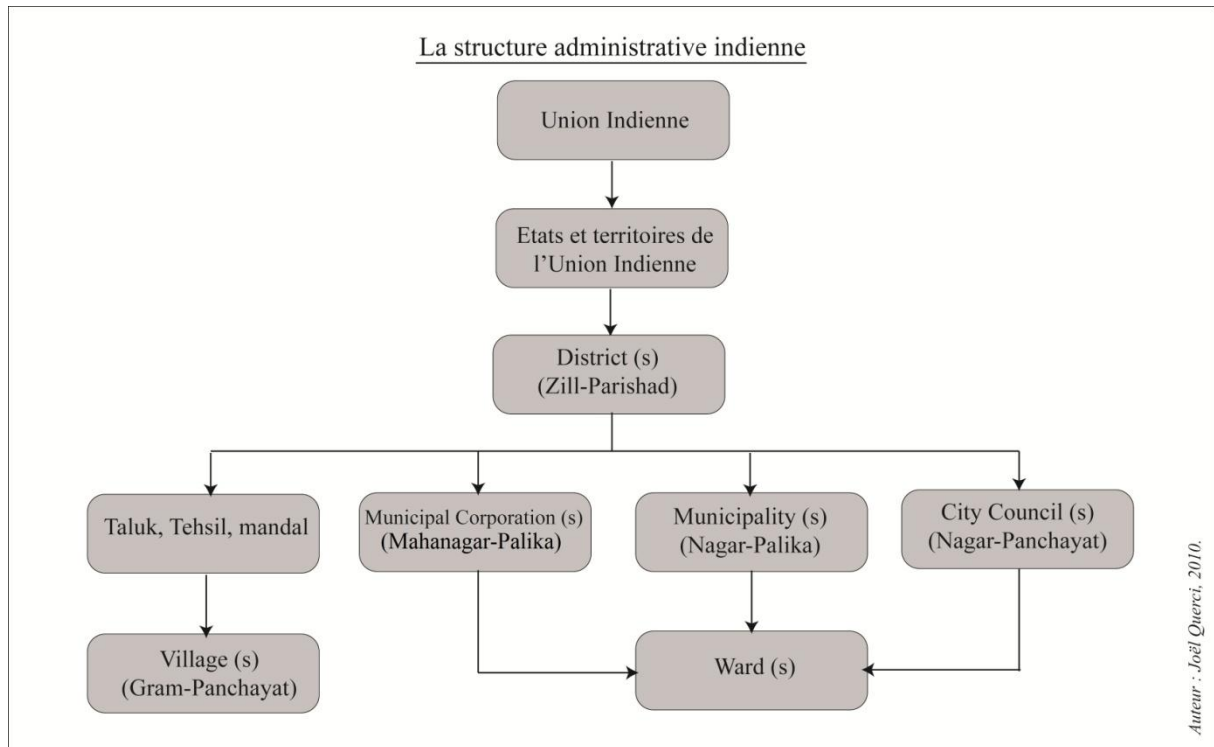 La structure administrative indienne
Union Indienne
Etats et territoires de
l’Union Indienne
District (s)
(Zill-Parishad)
Taluk, Tehsil, mandal
Municipal Corporation (s)
(Mahanagar-Palika)
Municipality (s)
(Nagar-Palika)
City Council (s)
(Nagar-Panchayat)
Village (s)
(Gram-Panchayat)
Ward (s)
Auteur : Joël Querci, 2010.